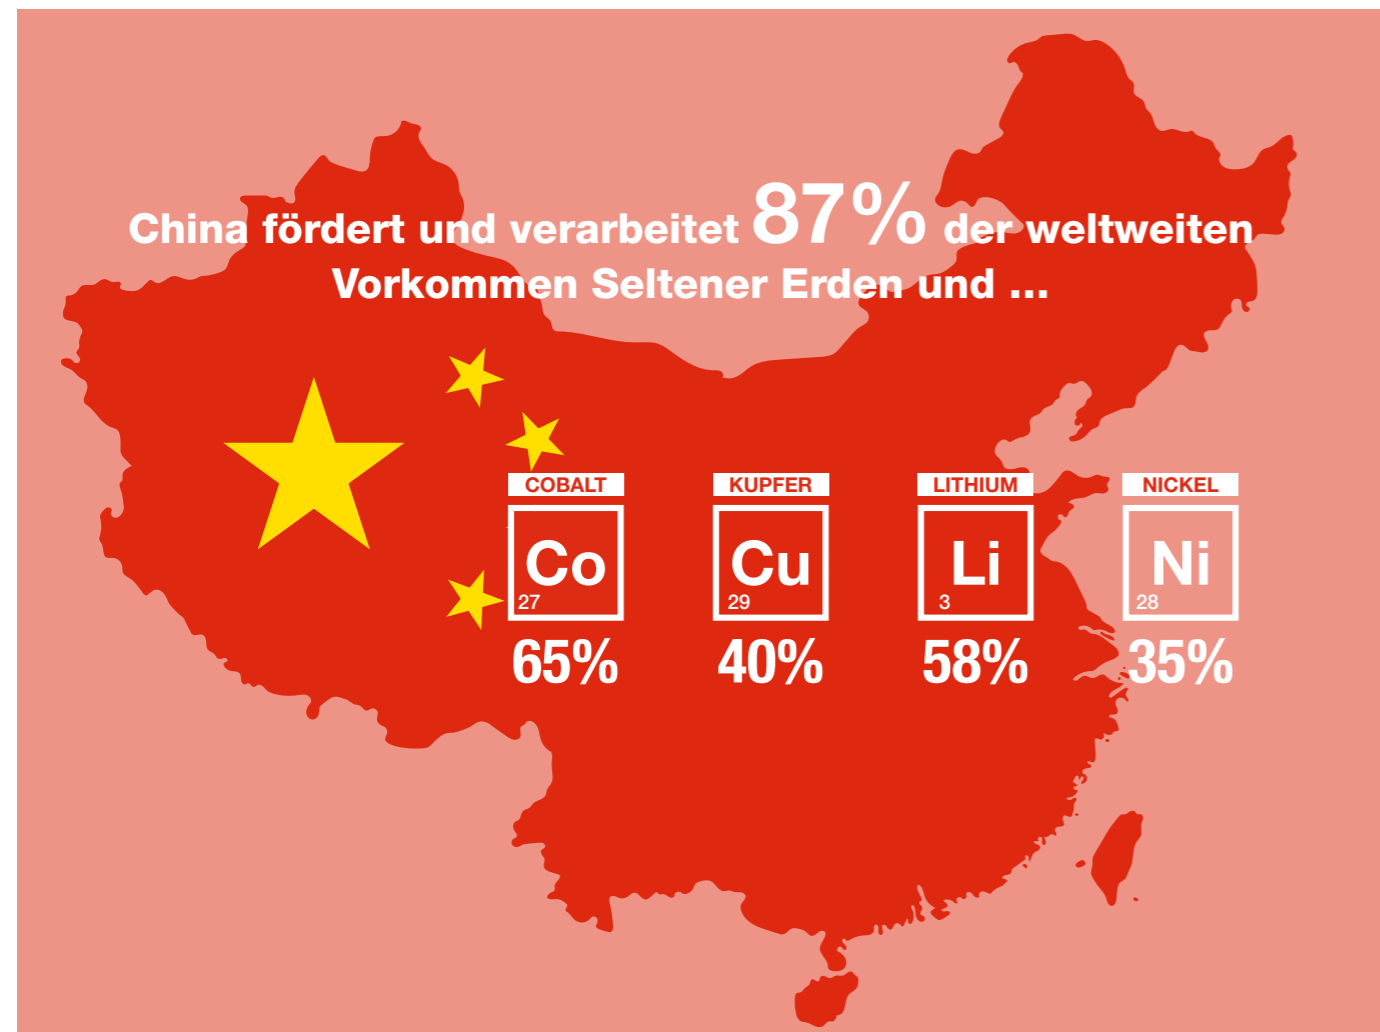 China fördert und verarbeitet 87% der weltweiten
Vorkommen Seltener Erden und ...
COBALT KUPFER LITHIUM NICKEL
Co Cu Li Ni
27 29 3 28
65% 40% 58% 35%